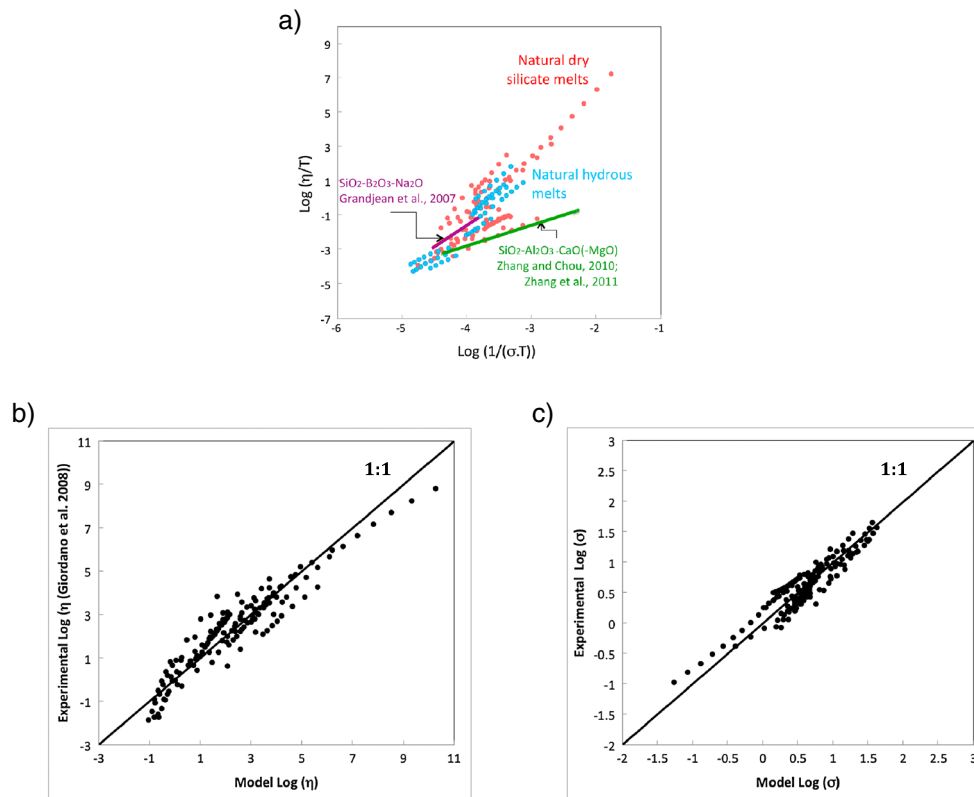 a)
9
7
5
3
1
-1
-3
-5
-7
Log (η/T)
Natural dry
silicate melts
SiO2-B2O3-Na2O
Grandjean et al., 2007
Natural hydrous
melts
SiO2-Al2O3-CaO(-MgO)
Zhang and Chou, 2010;
Zhang et al., 2011
-6 -5 -4 -3 -2 -1
Log (1/(σ.T))
b)
11
9
7
5
3
1
-1
-3
Experimental Log (η (Giordano et al. 2008))
1:1
-3 -1 1 3 5 7 9 11
Model Log (η)
c)
3
2.5
2
1.5
1
0.5
0
-0.5
-1
-1.5
-2
Experimental Log (σ)
1:1
-2 -1.5 -1 -0.5 0 0.5 1 1.5 2 2.5 3
Model Log (σ)